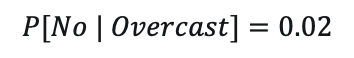 P[No | Overcast] = 0.02